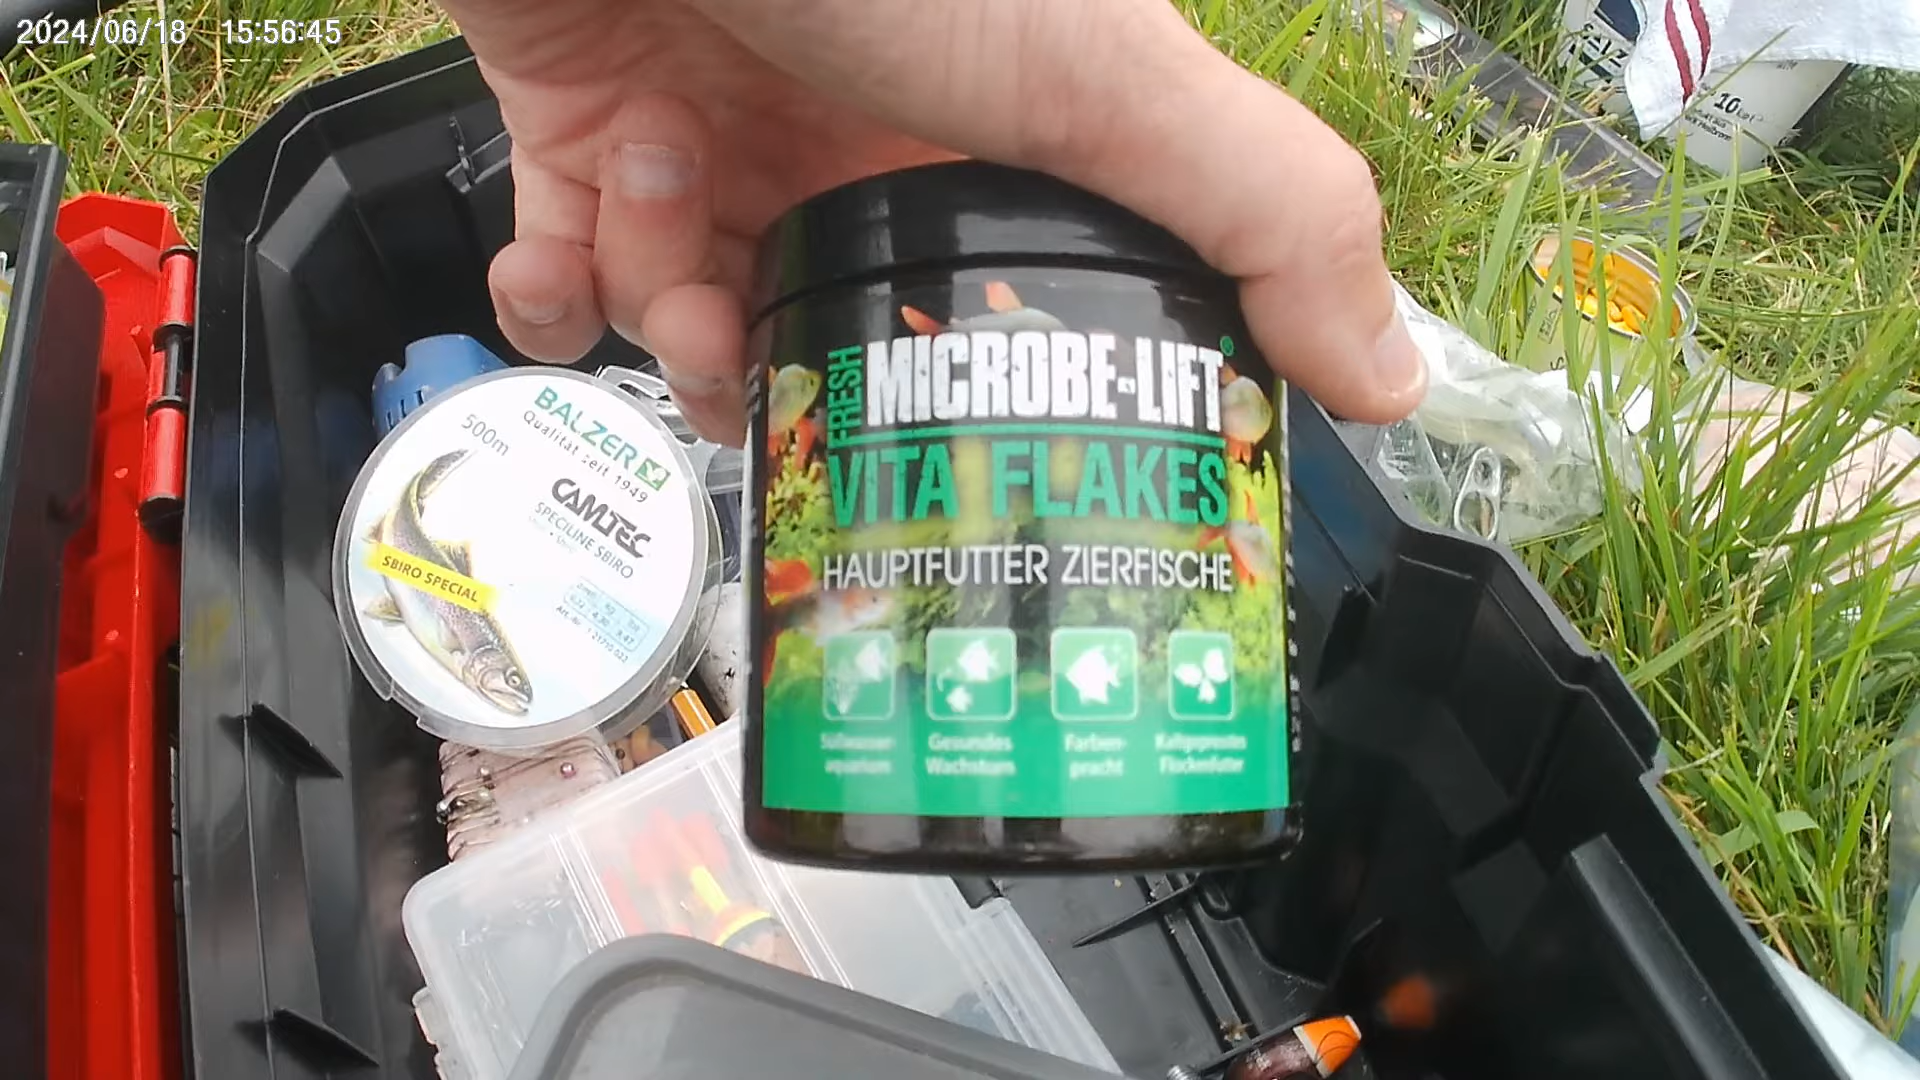 2024/06/18 15:56:45
BALZER
Qualität seit 1949
500m
CAMTEC
SPECILINE SBIRO
SBIRO SPECIAL
FRESH
MICROBE-LIFT
VITA FLAKES
HAUPTFUTTER ZIERFISCHE
Süßwasser-
aquarium
Gesundes
Wachstum
Farben-
pracht
Kaltgepresstes
Flockenfutter